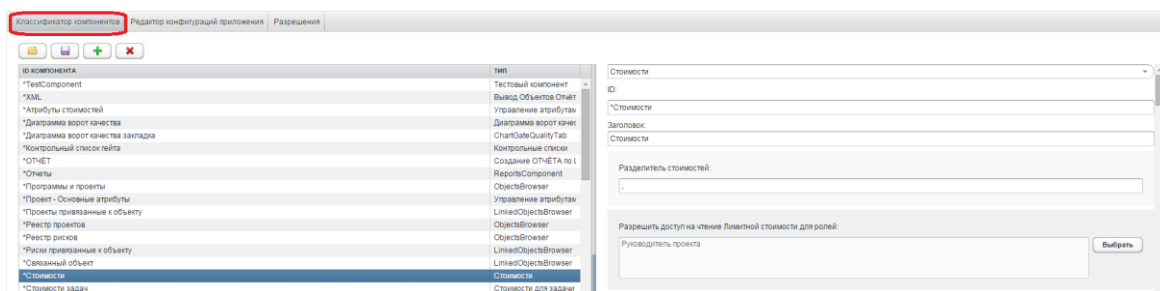 Классификатор компонентов Редактор конфигураций приложения Разрешения
ID КОМПОНЕНТА ТИП
*TestComponent Тестовый компонент
*XML Вывод Объектов Отчёт
*Атрибуты стоимостей Управление атрибутам
*Диаграмма ворот качества Диаграмма ворот качес
*Диаграмма ворот качества закладка ChartGateQualityTab
*Контрольный список гейта Контрольные списки
*ОТЧЁТ Создание ОТЧЁТА по
*Отчеты ReportsComponent
*Программы и проекты ObjectsBrowser
*Проект - Основные атрибуты Управление атрибутам
*Проекты привязанные к объекту LinkedObjectsBrowser
*Реестр проектов ObjectsBrowser
*Реестр рисков ObjectsBrowser
*Риски привязанные к объекту LinkedObjectsBrowser
*Связанный объект LinkedObjectsBrowser
*Стоимости Стоимости
*Стоимости задач Стоимости для задачи
Стоимости
ID:
*Стоимости
Заголовок:
Стоимости
Разделитель стоимостей:
,
Разрешить доступ на чтение Лимитной стоимости для ролей:
Руководитель проекта
Выбрать